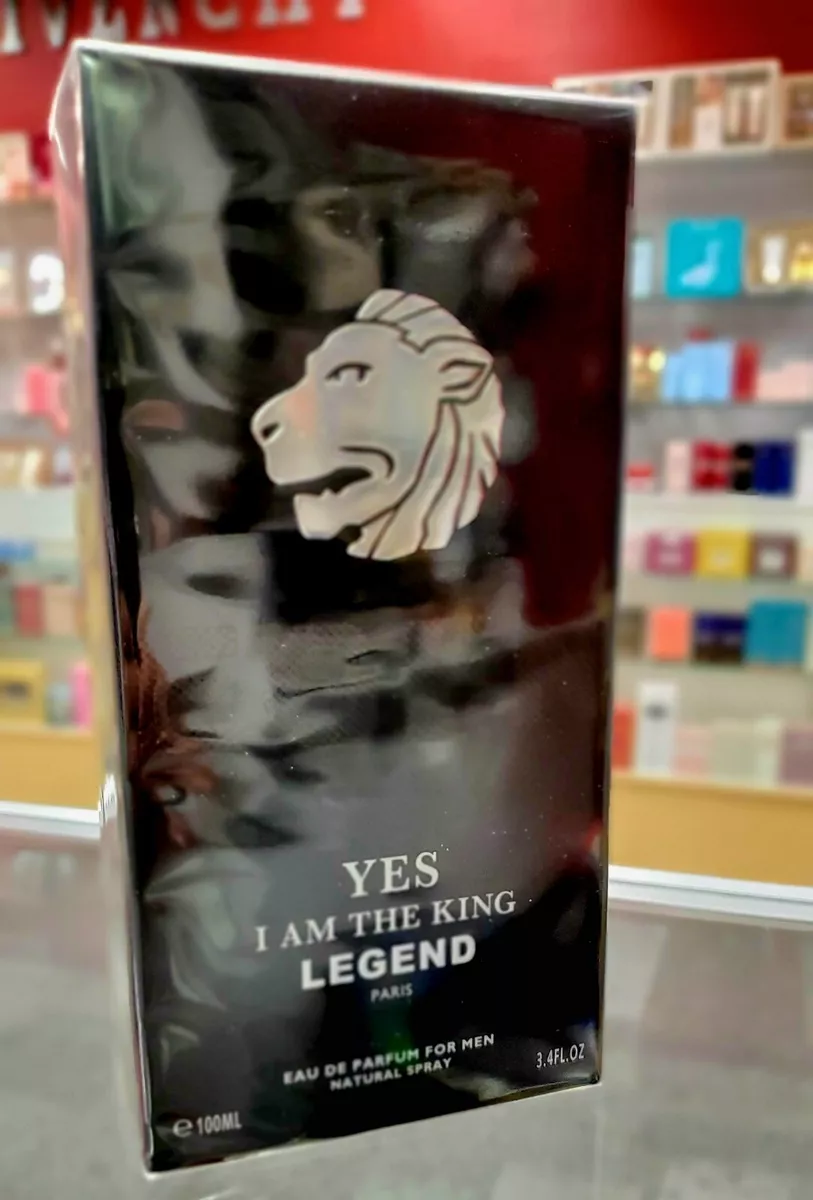 YES
I AM THE KING
LEGEND
PARIS
EAU DE PARFUM FOR MEN
NATURAL SPRAY
3.4FL.OZ
℮100ML